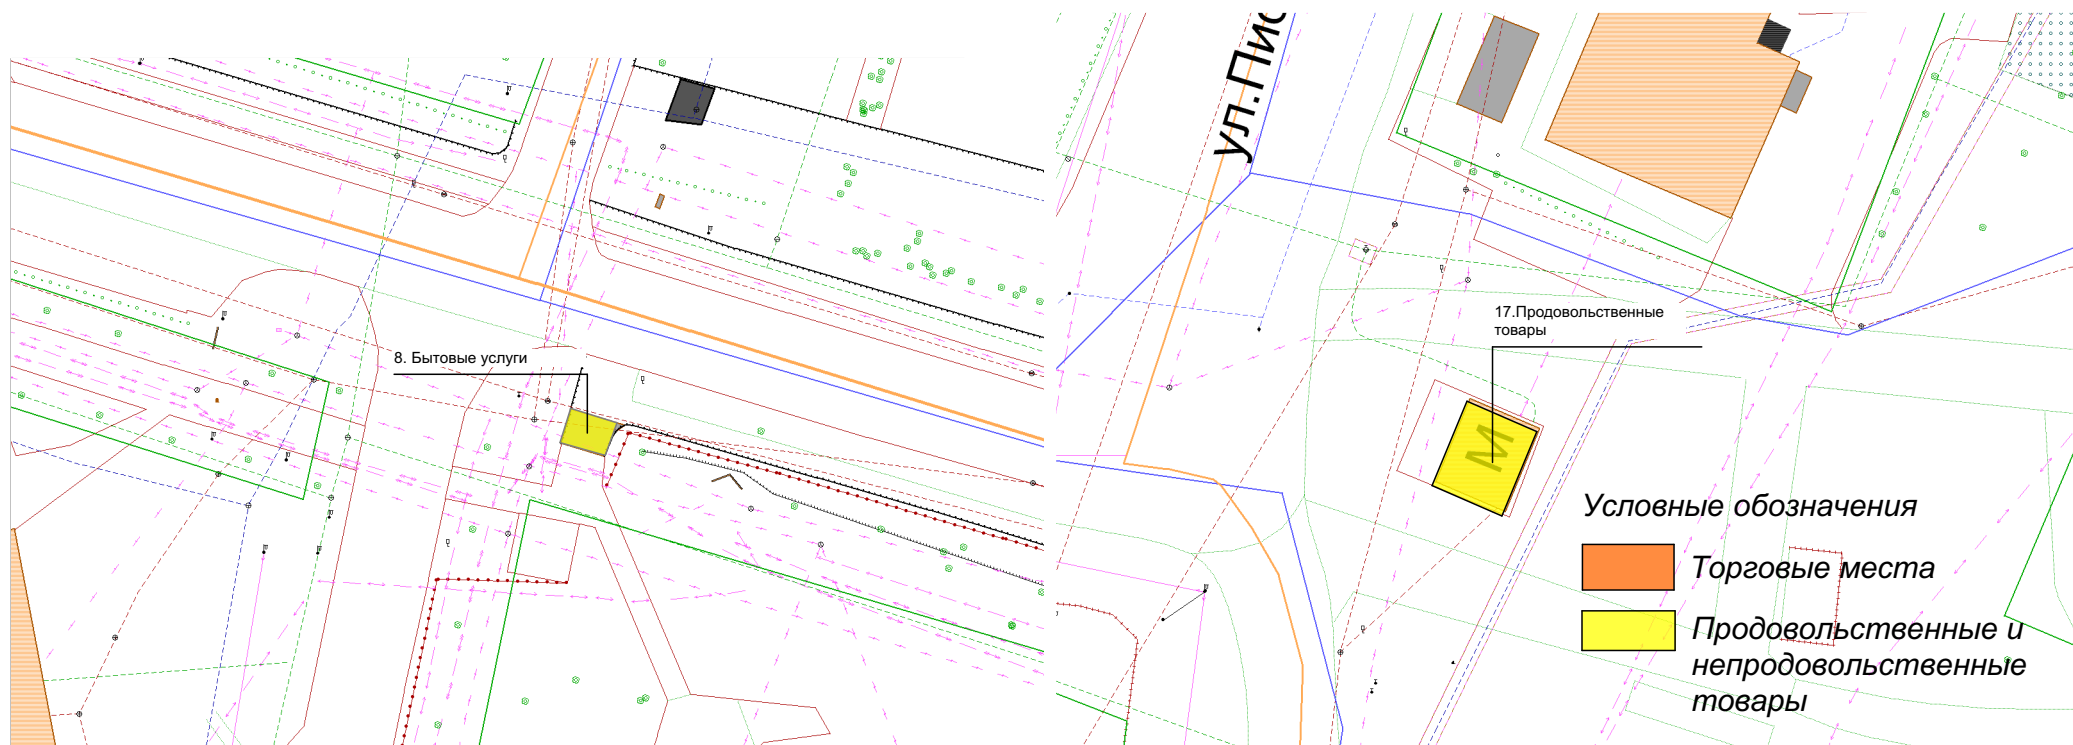 8. Бытовые услуги
ул.Пис
17.Продовольственные
товары
М
Условные обозначения
Торговые места
Продовольственные и
непродовольственные
товары